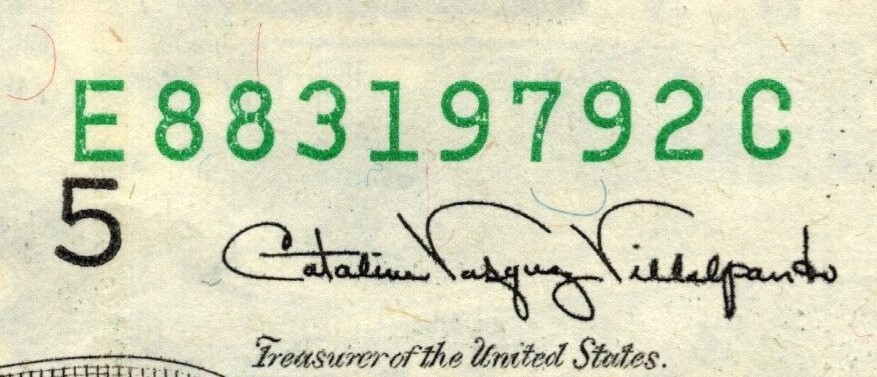 E88319792C
5
Catalina Vasquez Villalpando
Treasurer of the United States.